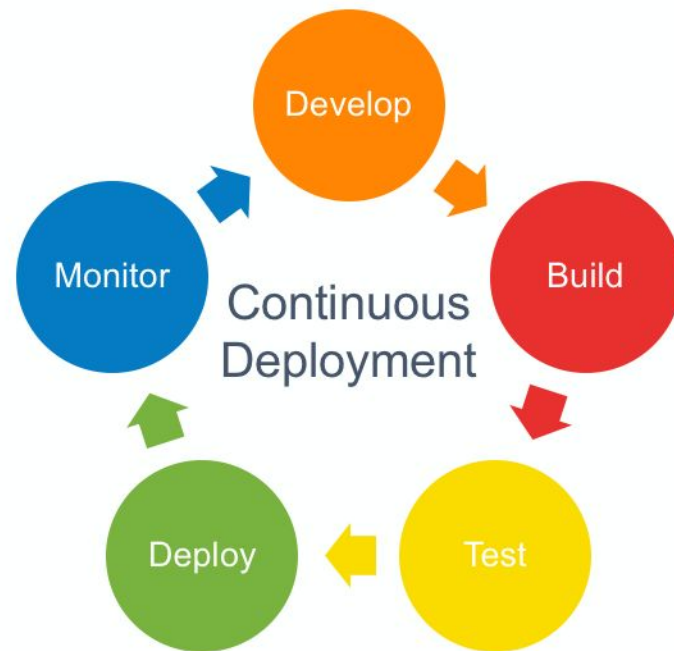 Develop
Build
Test
Deploy
Monitor
Continuous
Deployment